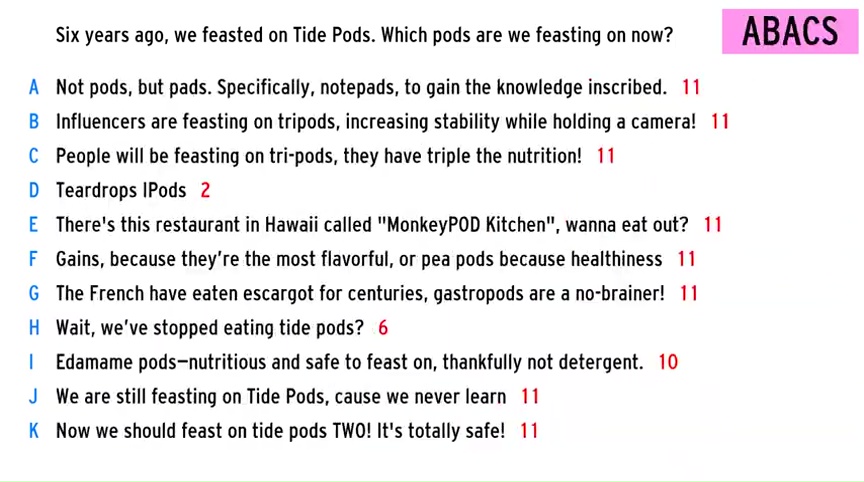 Six years ago, we feasted on Tide Pods. Which pods are we feasting on now?
ABACS
A Not pods, but pads. Specifically, notepads, to gain the knowledge inscribed. 11
B Influencers are feasting on tripods, increasing stability while holding a camera! 11
C People will be feasting on tri-pods, they have triple the nutrition! 11
D Teardrops IPods 2
E There's this restaurant in Hawaii called "MonkeyPOD Kitchen", wanna eat out? 11
F Gains, because they’re the most flavorful, or pea pods because healthiness 11
G The French have eaten escargot for centuries, gastropods are a no-brainer! 11
H Wait, we’ve stopped eating tide pods? 6
I Edamame pods—nutritious and safe to feast on, thankfully not detergent. 10
J We are still feasting on Tide Pods, cause we never learn 11
K Now we should feast on tide pods TWO! It's totally safe! 11